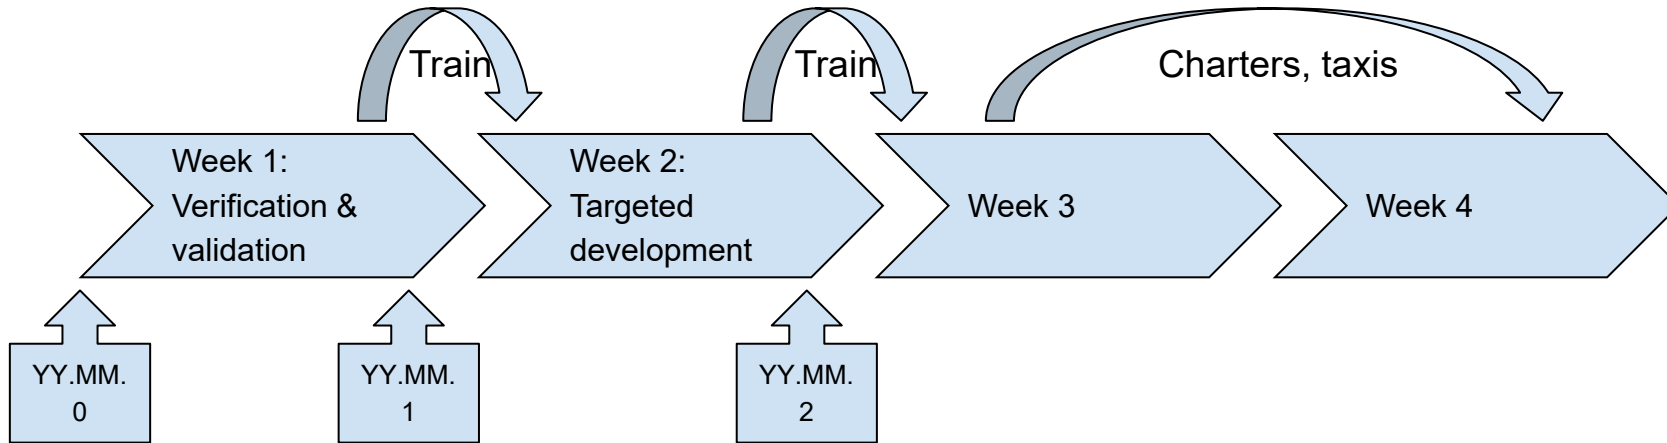 Train
Train
Charters, taxis
Week 1:
Verification &
validation
Week 2:
Targeted
development
Week 3
Week 4
YY.MM.
0
YY.MM.
1
YY.MM.
2